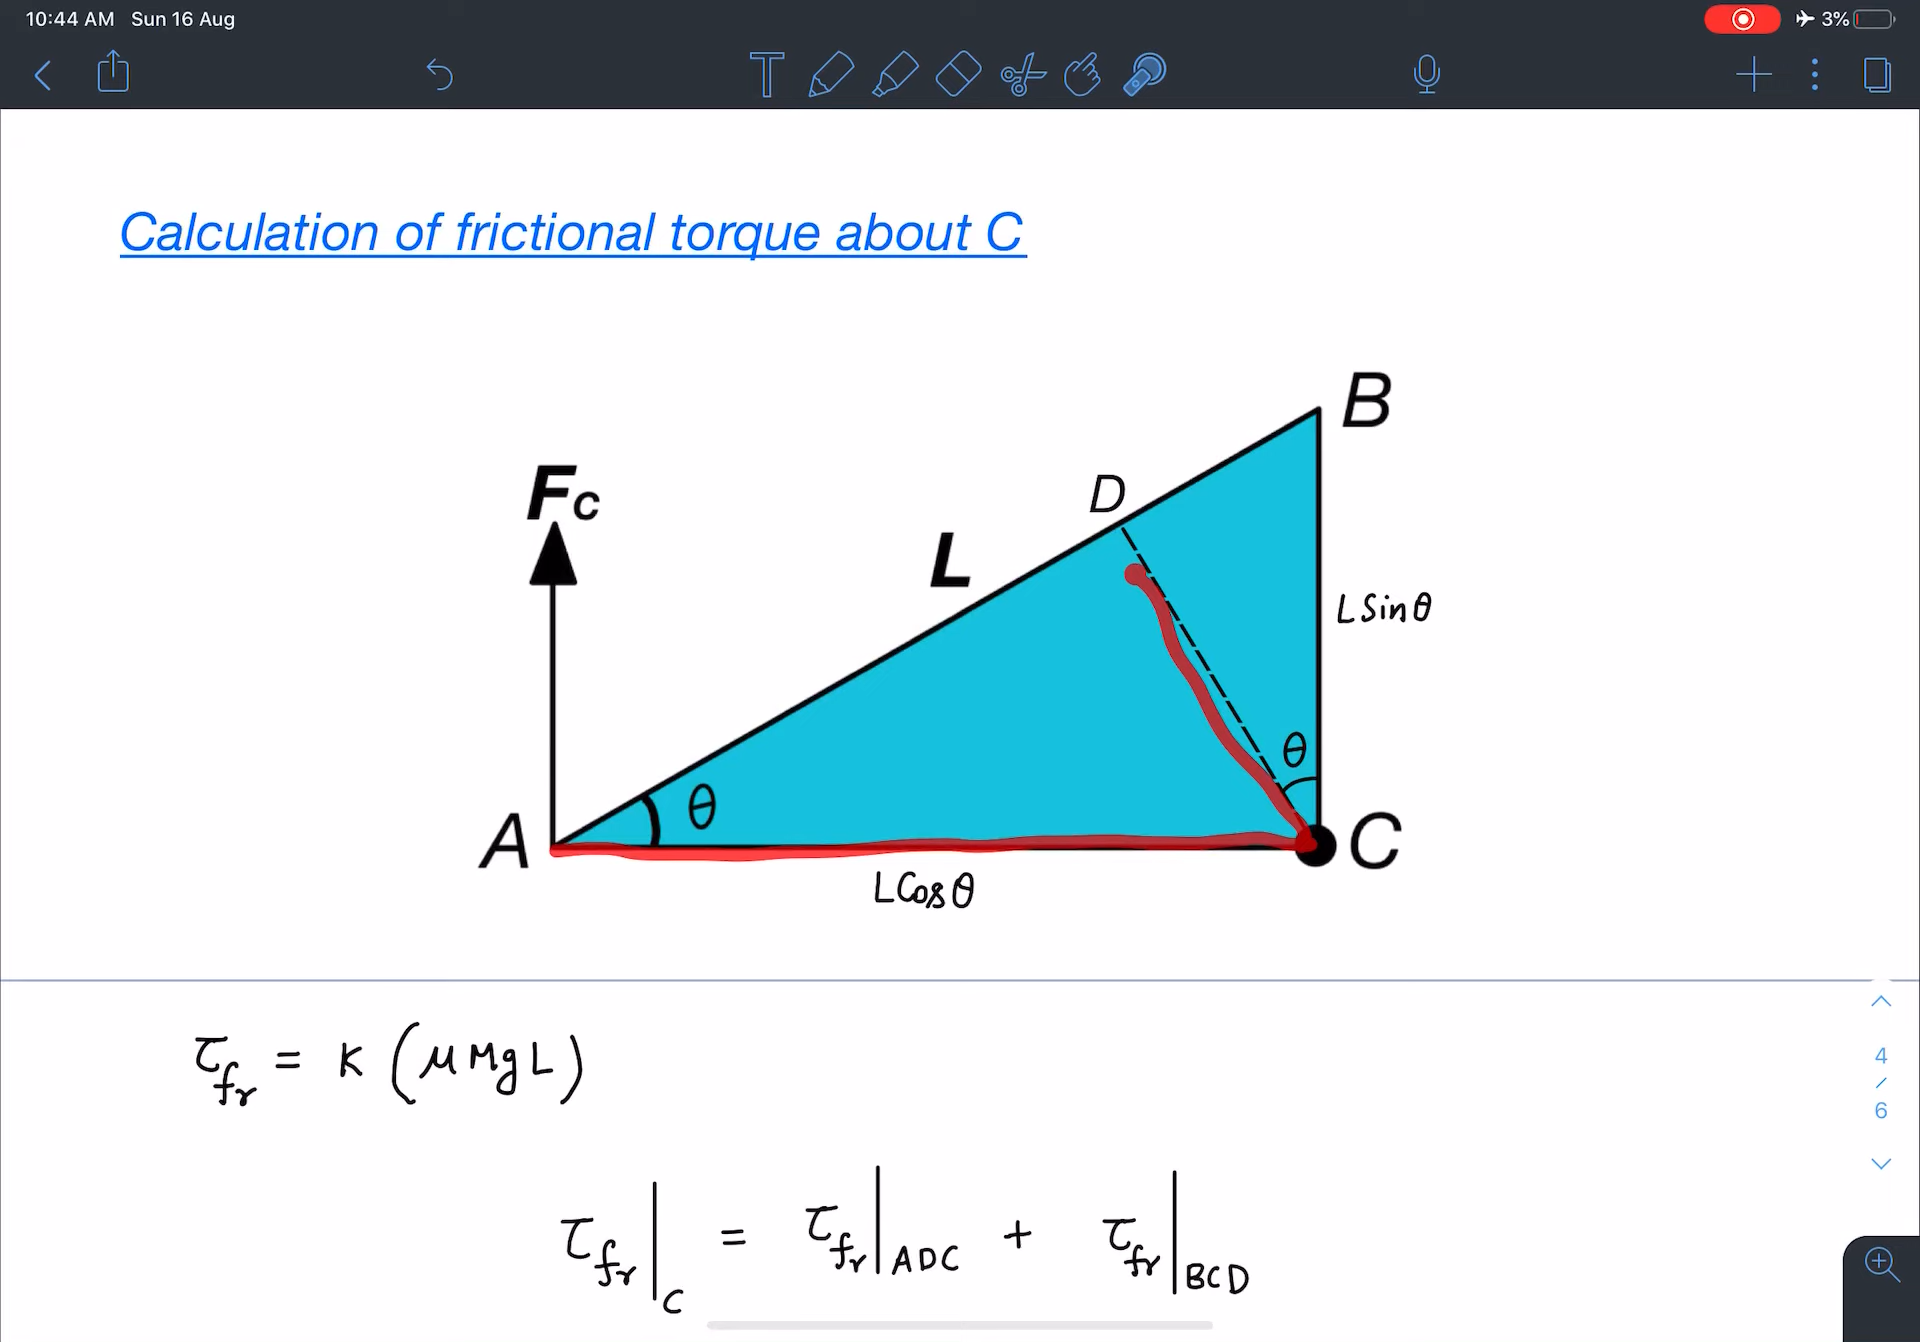 10:44 AM Sun 16 Aug
3%
T
Calculation of frictional torque about C
B
D
Fc
L
LSinθ
θ
θ
A
C
LCosθ
τfr = K (μMgL)
4
/
6
τfr|C = τfr|ADC + τfr|BCD